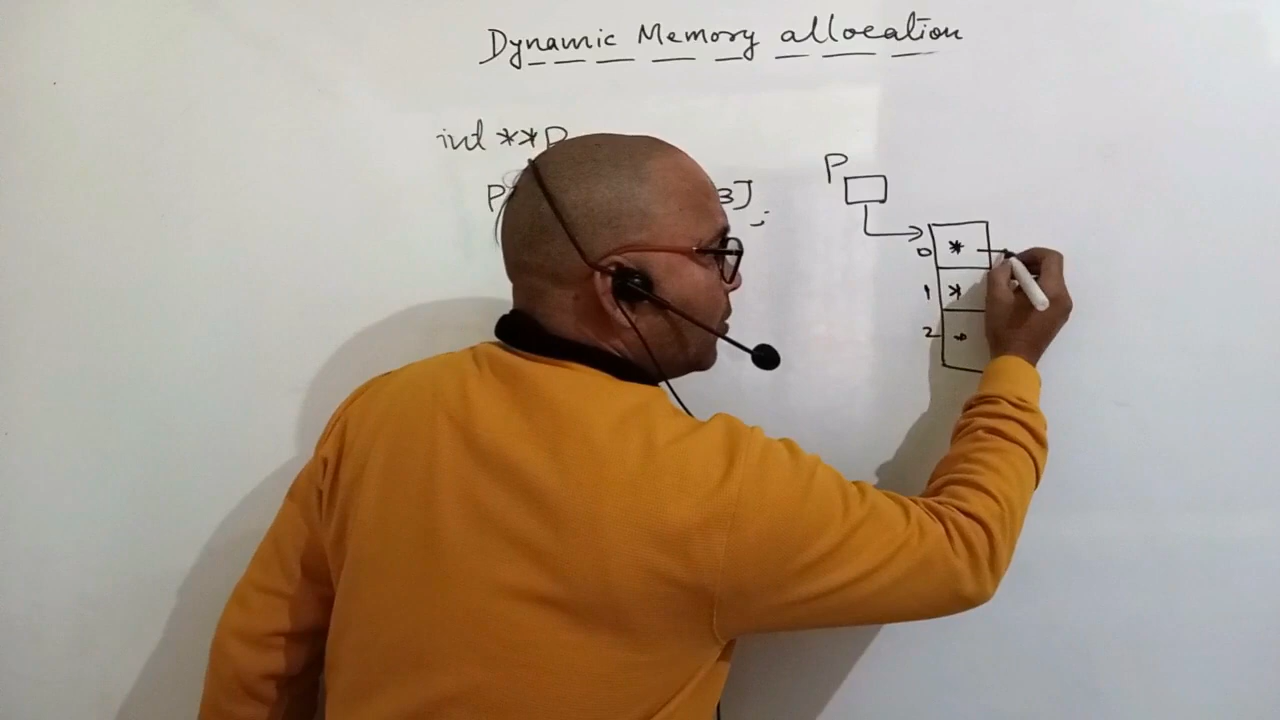 Dynamic Memory allocation
int **P
P 3];
P
0 *
1 *
2 *